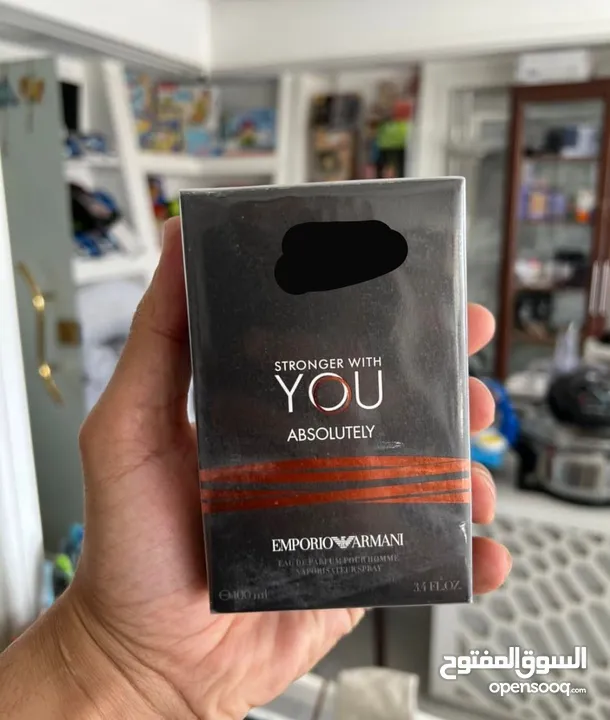 STRONGER WITH
YOU
ABSOLUTELY
EMPORIO ARMANI
EAU DE PARFUM POUR HOMME
VAPORISATEUR SPRAY
℮100 ml 3.4 FL.OZ.
السوق المفتوح
opensooq.com